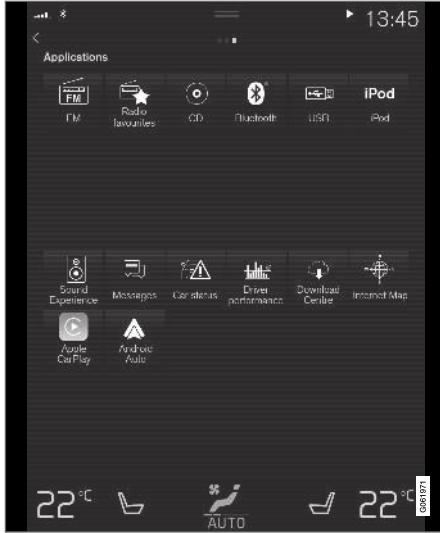 13:45
Applications
FM
FM
Radio
favourites
CD
Bluetooth
USB
iPod
iPod
Sound
Experience
Messages
Car status
Driver
performance
Download
Centre
Internet Map
Apple
CarPlay
Android
Auto
22°C
AUTO
22°C
G061971